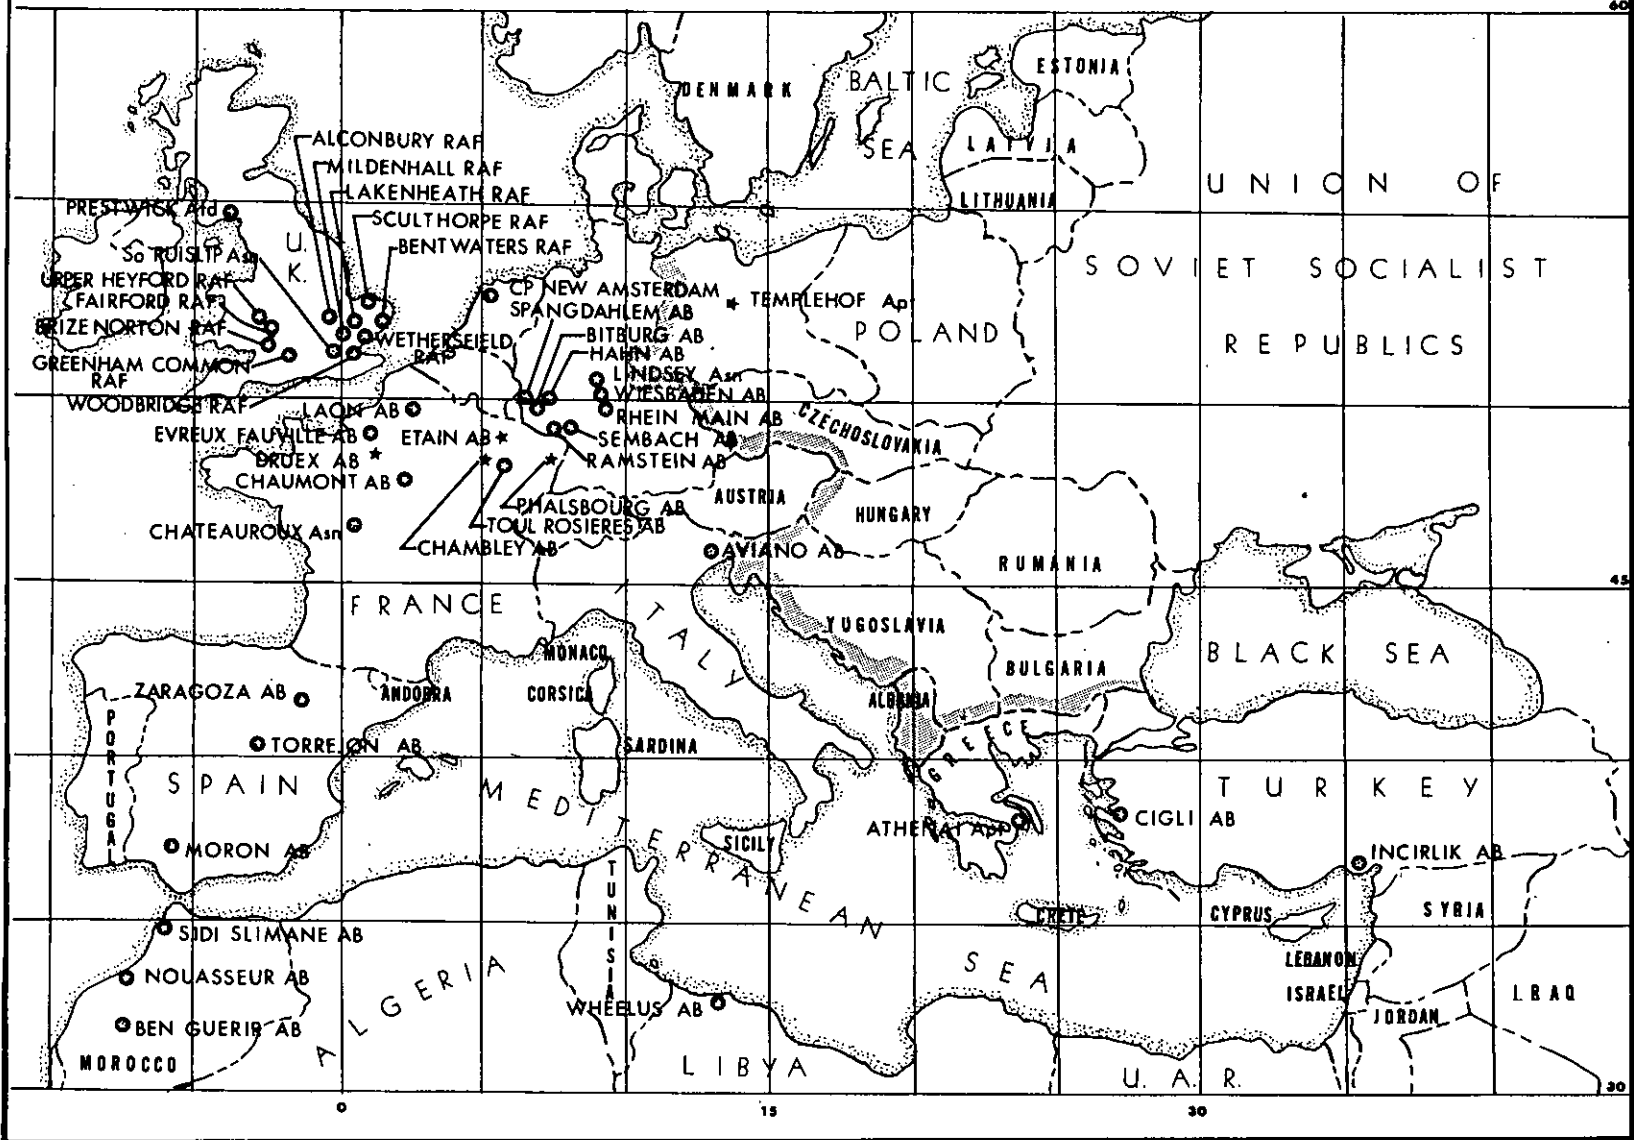 60
ESTONIA
BALTIC
DENMARK
ALCONBURY RAF
LATVIA
SEA
MILDENHALL RAF
UNION OF
LAKENHEATH RAF
LITHUANIA
PRESTWICK Afd
SCULTHORPE RAF
U.
K.
BENTWATERS RAF
So RUISLIP Asn
SOVIET SOCIALIST
UPPER HEYFORD RAF
CP NEW AMSTERDAM
FAIRFORD RAF
TEMPLEHOF Ap
SPANGDAHLEM AB
BRIZE NORTON RAF
POLAND
BITBURG AB
WETHERSFIELD
RAF
REPUBLICS
HAHN AB
GREENHAM COMMON
RAF
LINDSEY Asn
WIESBADEN AB
WOODBRIDGE RAF
LAON AB
RHEIN MAIN AB
CZECHOSLOVAKIA
EVREUX FAUVILLE AB
ETAIN AB
SEMBACH AB
DRUEX AB
RAMSTEIN AB
CHAUMONT AB
AUSTRIA
PHALSBOURG AB
HUNGARY
TOUL ROSIERES AB
CHATEAUROUX Asn
CHAMBLEY AB
AVIANO AB
RUMANIA
45
FRANCE
ITALY
YUGOSLAVIA
MONACO
BLACK SEA
BULGARIA
ZARAGOZA AB
ANDORRA
CORSICA
ALBANIA
PORTUGAL
TORREJON AB
SARDINA
GREECE
SPAIN
MEDITERRANEAN
TURKEY
CIGLI AB
ATHENAI App
MORON AB
SICILY
INCIRLIK AB
TUNISIA
CRETE
CYPRUS
SYRIA
SIDI SLIMANE AB
SEA
LEBANON
NOUASSEUR AB
ALGERIA
ISRAEL
IRAQ
WHEELUS AB
JORDAN
BEN GUERIR AB
MOROCCO
LIBYA
U. A. R.
30
0
15
30